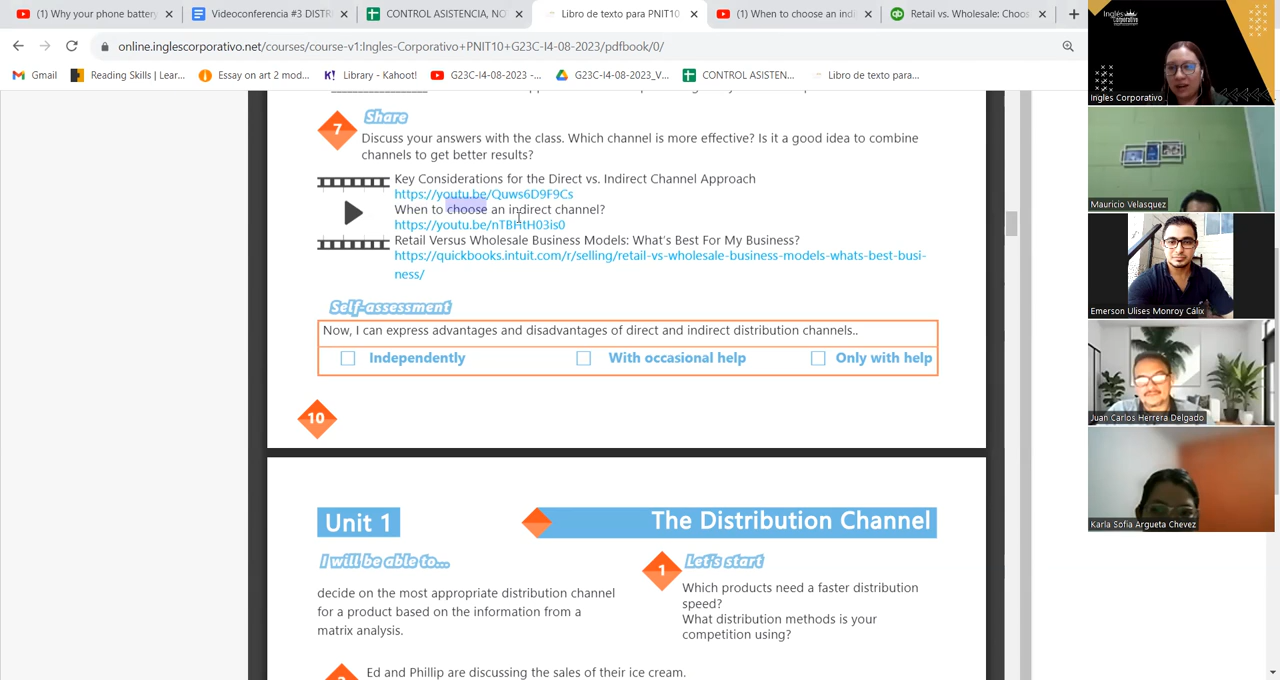 (1) Why your phone battery
Videoconferencia #3 DISTR
CONTROL ASISTENCIA, NO
Libro de texto para PNIT10
(1) When to choose an indi
Retail vs. Wholesale: Choos
online.inglescorporativo.net/courses/course-v1:Ingles-Corporativo+PNIT10+G23C-I4-08-2023/pdfbook/0/
Gmail
Reading Skills | Lear...
Essay on art 2 mod...
Library - Kahoot!
G23C-I4-08-2023 -...
G23C-I4-08-2023_V...
CONTROL ASISTEN...
Libro de texto para...
7
Share
Discuss your answers with the class. Which channel is more effective? Is it a good idea to combine
channels to get better results?
Key Considerations for the Direct vs. Indirect Channel Approach
https://youtu.be/Quws6D9F9Cs
When to choose an indirect channel?
https://youtu.be/nTBHtH03is0
Retail Versus Wholesale Business Models: What's Best For My Business?
https://quickbooks.intuit.com/r/selling/retail-vs-wholesale-business-models-whats-best-busi-
ness/
Self-assessment
Now, I can express advantages and disadvantages of direct and indirect distribution channels..
Independently
With occasional help
Only with help
10
Unit 1
The Distribution Channel
I will be able to...
decide on the most appropriate distribution channel
for a product based on the information from a
matrix analysis.
1
Let's start
Which products need a faster distribution
speed?
What distribution methods is your
competition using?
Ed and Phillip are discussing the sales of their ice cream.
Inglés
Corporativo
Ingles Corporativo
Mauricio Velasquez
Emerson Ulises Monroy Cálix
Juan Carlos Herrera Delgado
Karla Sofia Argueta Chevez